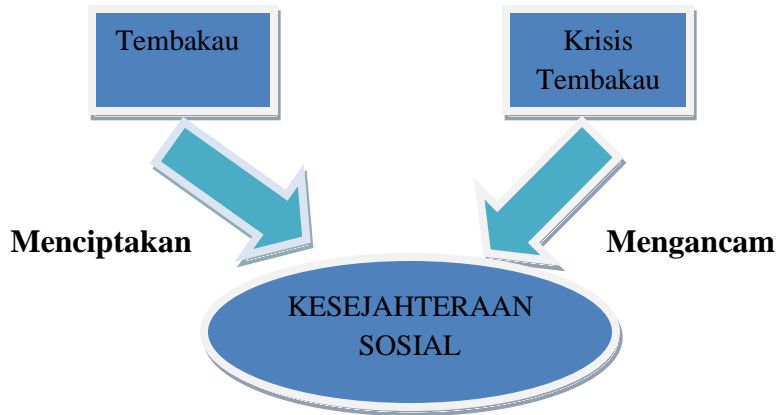 Tembakau
Krisis
Tembakau
Menciptakan
Mengancam
KESEJAHTERAAN
SOSIAL